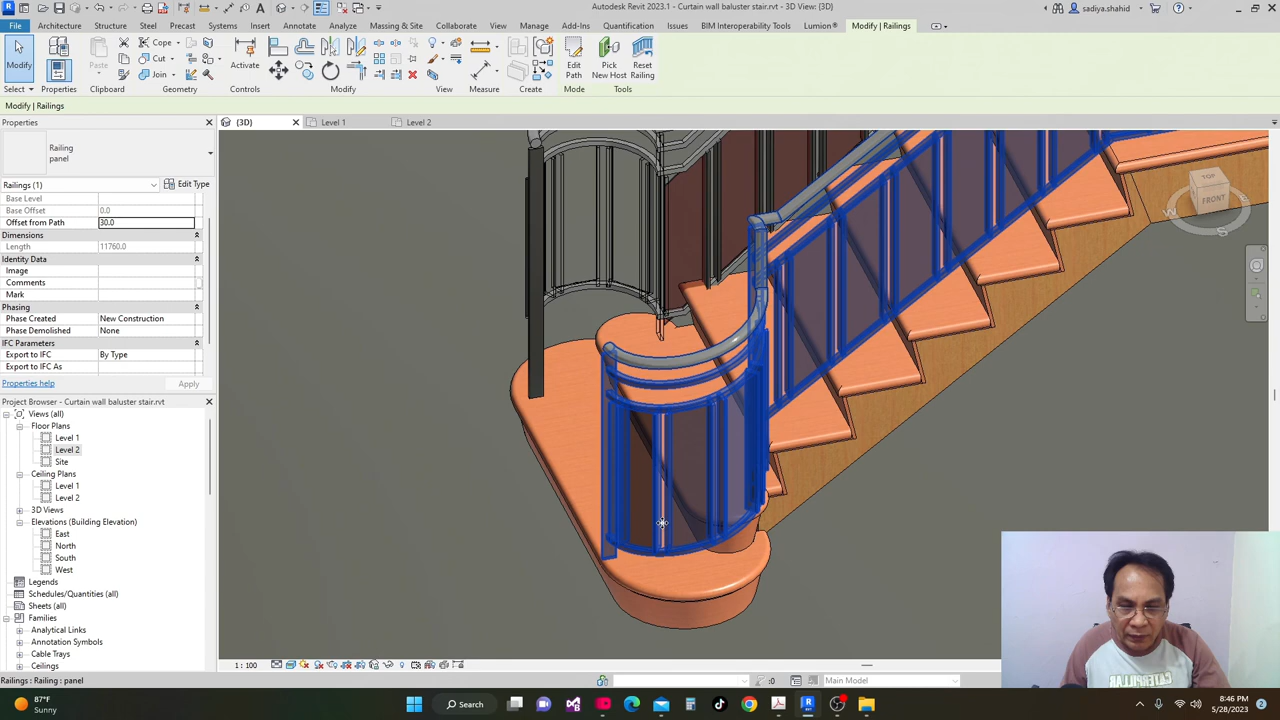 Autodesk Revit 2023.1 - Curtain wall baluster stair.rvt - 3D View: {3D}
sadiya.shahid
File Architecture Structure Steel Precast Systems Insert Annotate Analyze Massing & Site Collaborate View Manage Add-Ins Quantification Issues BIM Interoperability Tools Lumion® Modify | Railings
Modify
Select
Properties
Paste
Clipboard
Cope
Cut
Join
Geometry
Activate
Controls
Modify
View
Measure
Create
Edit Path
Mode
Pick New Host
Reset Railing
Tools
Modify | Railings
Properties
{3D}
Level 1
Level 2
Railing
panel
Railings (1)
Edit Type
Base Level
Base Offset 0.0
Offset from Path 30.0
Dimensions
Length 11760.0
Identity Data
Image
Comments
Mark
Phasing
Phase Created New Construction
Phase Demolished None
IFC Parameters
Export to IFC By Type
Export to IFC As
Properties help
Apply
Project Browser - Curtain wall baluster stair.rvt
Views (all)
Floor Plans
Level 1
Level 2
Site
Ceiling Plans
Level 1
Level 2
3D Views
Elevations (Building Elevation)
East
North
South
West
Legends
Schedules/Quantities (all)
Sheets (all)
Families
Analytical Links
Annotation Symbols
Cable Trays
Ceilings
TOP
FRONT
W
S
1 : 100
Railings : Railing : panel
:0
Main Model
CATERPILLAR
87°F
Sunny
Search
8:46 PM
5/28/2023